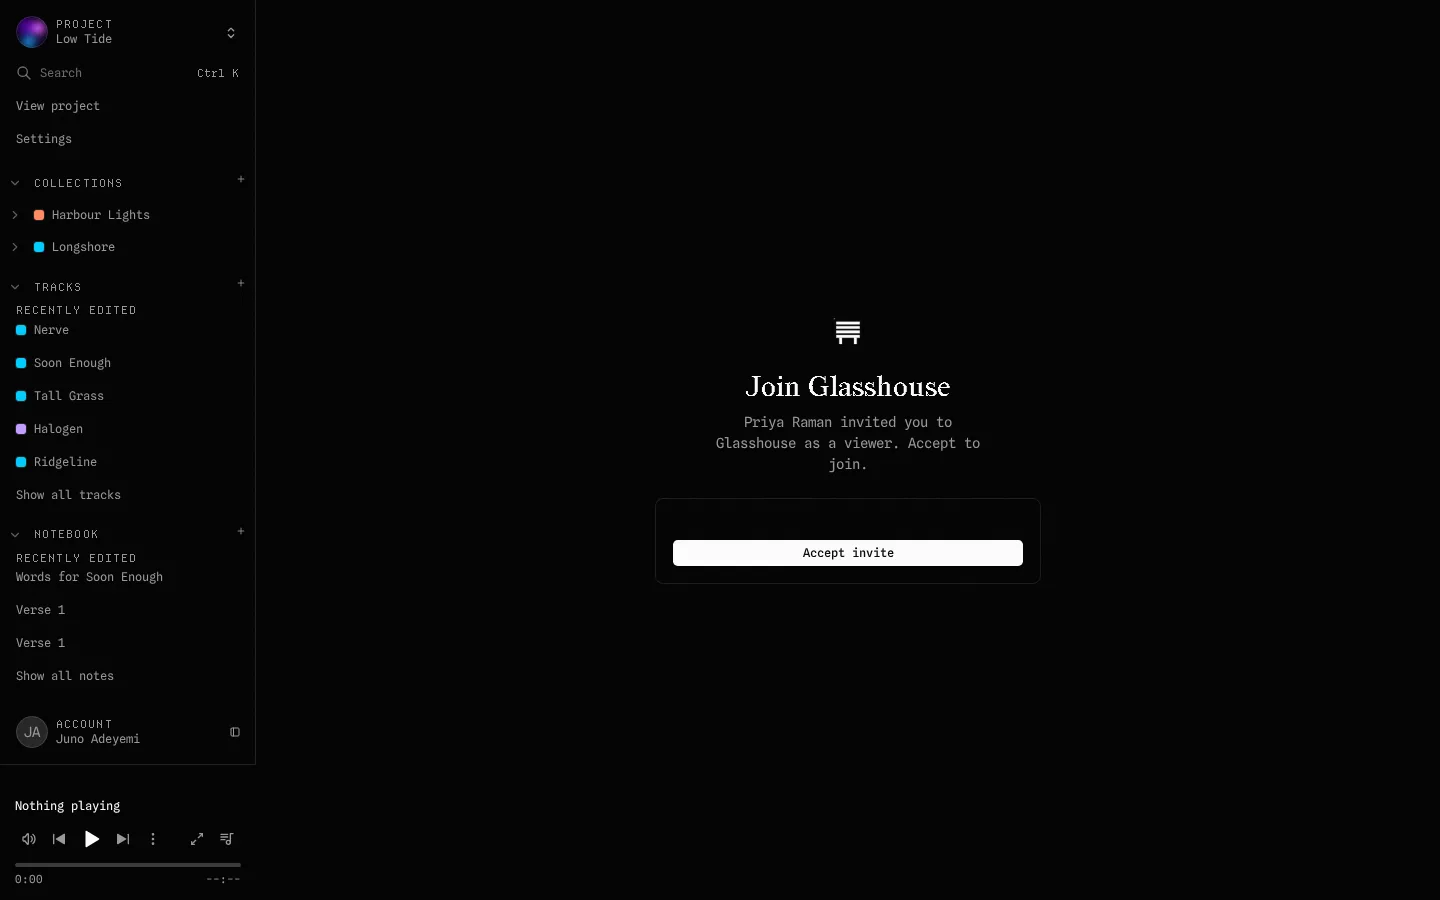 PROJECT
Low Tide
Search Ctrl K
View project
Settings
COLLECTIONS +
Harbour Lights
Longshore
TRACKS +
RECENTLY EDITED
Nerve
Soon Enough
Tall Grass
Halogen
Ridgeline
Show all tracks
NOTEBOOK +
RECENTLY EDITED
Words for Soon Enough
Verse 1
Verse 1
Show all notes
JA
ACCOUNT
Juno Adeyemi
Nothing playing
0:00 --:--
Join Glasshouse
Priya Raman invited you to
Glasshouse as a viewer. Accept to
join.
Accept invite